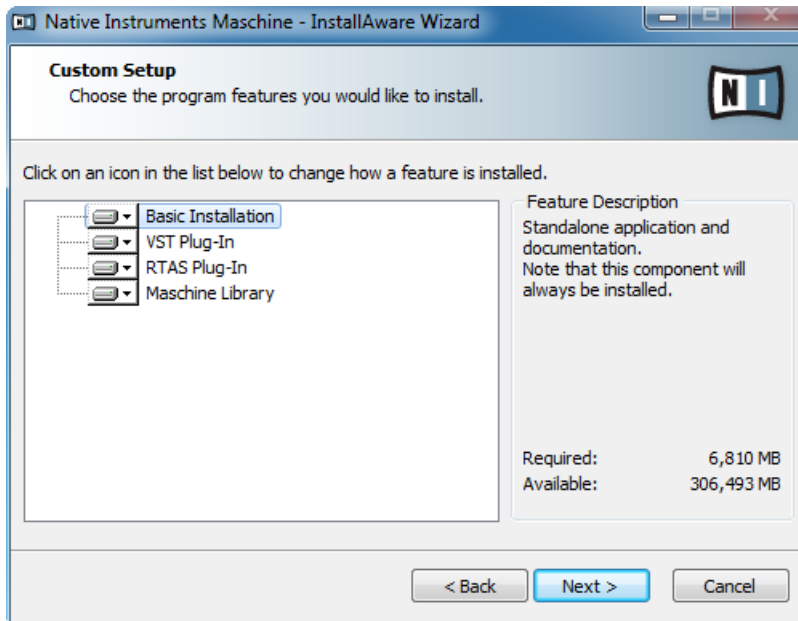 Native Instruments Maschine - InstallAware Wizard
Custom Setup
Choose the program features you would like to install.
N I
Click on an icon in the list below to change how a feature is installed.
Basic Installation
VST Plug-In
RTAS Plug-In
Maschine Library
Feature Description
Standalone application and
documentation.
Note that this component will
always be installed.
Required: 6,810 MB
Available: 306,493 MB
< Back Next > Cancel